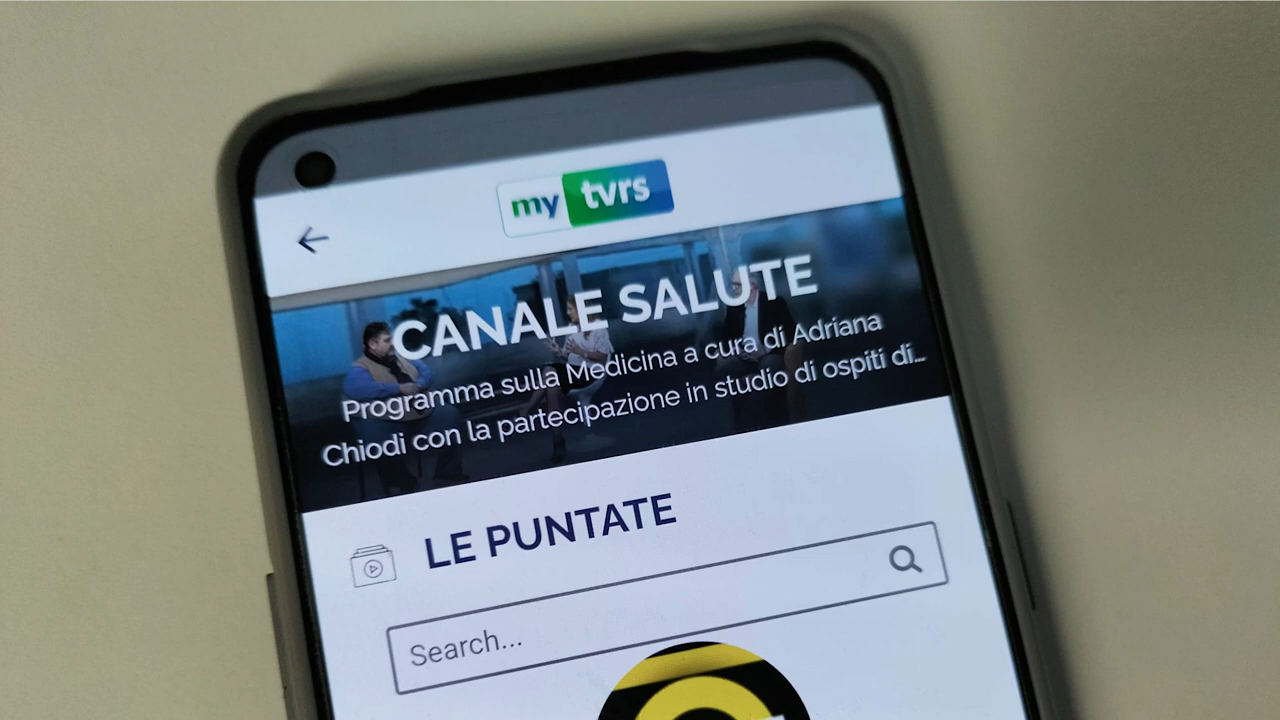 my tvrs
CANALE SALUTE
Programma sulla Medicina a cura di Adriana
Chiodi con la partecipazione in studio di ospiti di...
LE PUNTATE
Search...